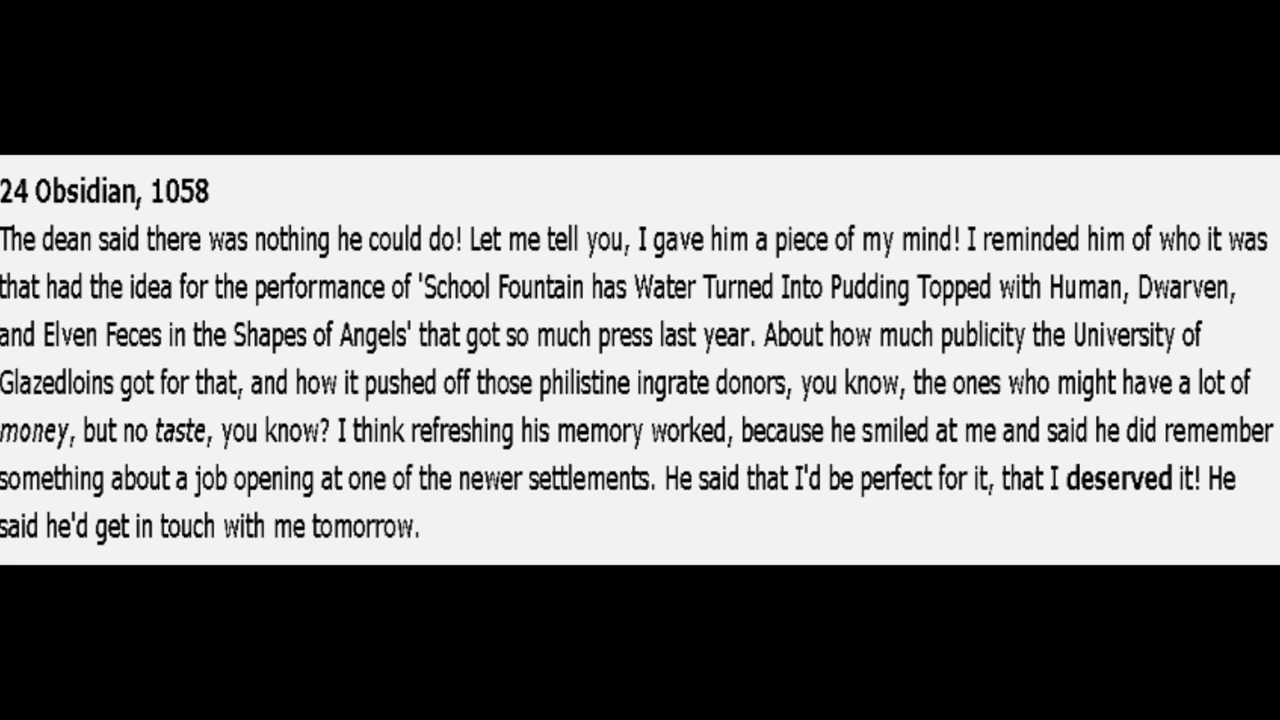 24 Obsidian, 1058
The dean said there was nothing he could do! Let me tell you, I gave him a piece of my mind! I reminded him of who it was
that had the idea for the performance of 'School Fountain has Water Turned Into Pudding Topped with Human, Dwarven,
and Elven Feces in the Shapes of Angels' that got so much press last year. About how much publicity the University of
Glazedloins got for that, and how it pushed off those philistine ingrate donors, you know, the ones who might have a lot of
money, but no taste, you know? I think refreshing his memory worked, because he smiled at me and said he did remember
something about a job opening at one of the newer settlements. He said that I'd be perfect for it, that I deserved it! He
said he'd get in touch with me tomorrow.